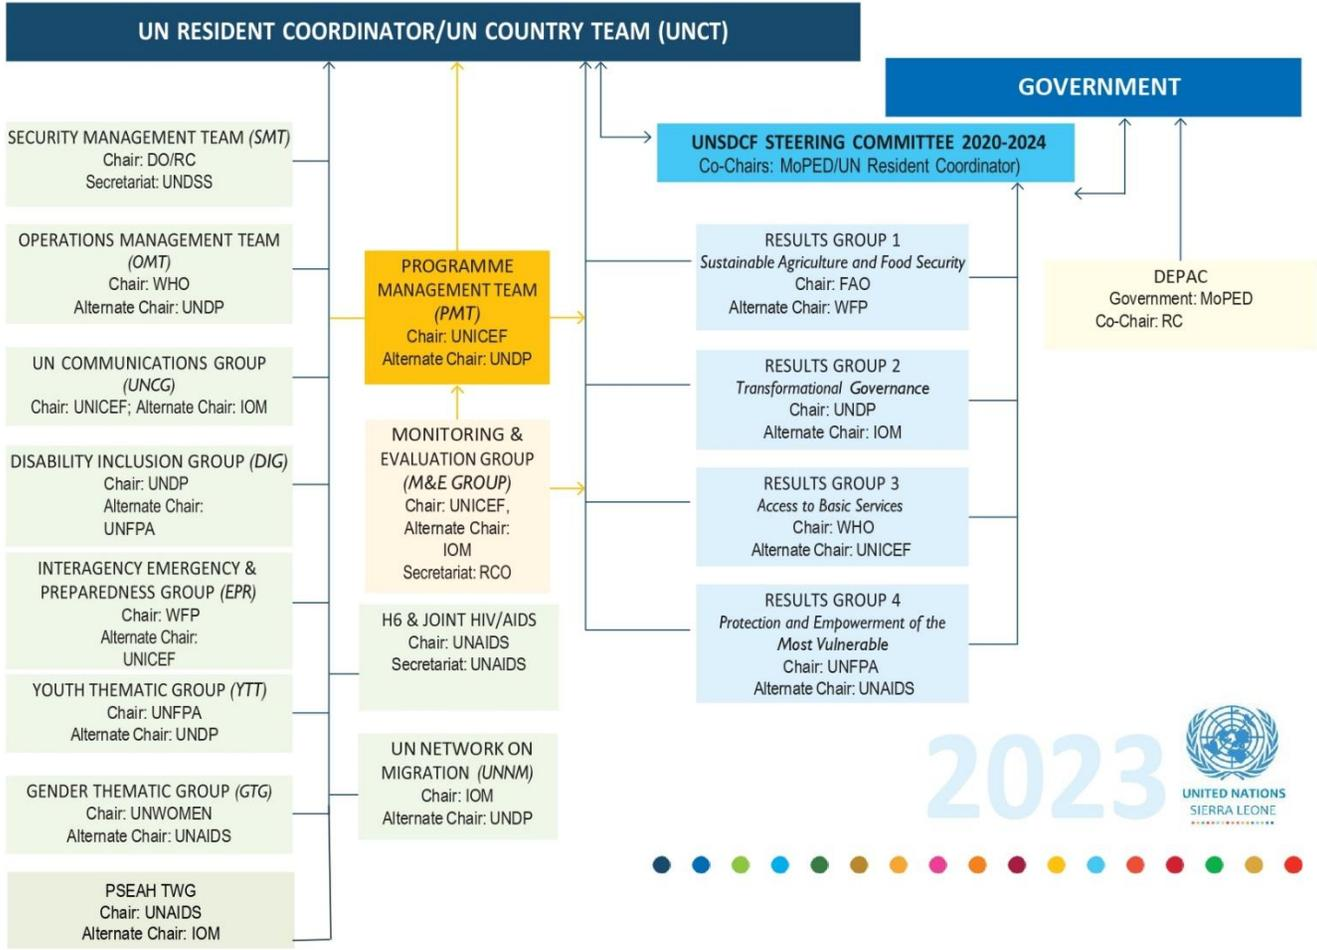 UN RESIDENT COORDINATOR/UN COUNTRY TEAM (UNCT)
GOVERNMENT
UNSDCF STEERING COMMITTEE 2020-2024
Co-Chairs: MoPED/UN Resident Coordinator)
SECURITY MANAGEMENT TEAM (SMT)
Chair: DO/RC
Secretariat: UNDSS
OPERATIONS MANAGEMENT TEAM
(OMT)
Chair: WHO
Alternate Chair: UNDP
UN COMMUNICATIONS GROUP
(UNCG)
Chair: UNICEF; Alternate Chair: IOM
DISABILITY INCLUSION GROUP (DIG)
Chair: UNDP
Alternate Chair:
UNFPA
INTERAGENCY EMERGENCY &
PREPAREDNESS GROUP (EPR)
Chair: WFP
Alternate Chair:
UNICEF
YOUTH THEMATIC GROUP (YTT)
Chair: UNFPA
Alternate Chair: UNDP
GENDER THEMATIC GROUP (GTG)
Chair: UNWOMEN
Alternate Chair: UNAIDS
PSEAH TWG
Chair: UNAIDS
Alternate Chair: IOM
PROGRAMME
MANAGEMENT TEAM
(PMT)
Chair: UNICEF
Alternate Chair: UNDP
MONITORING &
EVALUATION GROUP
(M&E GROUP)
Chair: UNICEF,
Alternate Chair:
IOM
Secretariat: RCO
H6 & JOINT HIV/AIDS
Chair: UNAIDS
Secretariat: UNAIDS
UN NETWORK ON
MIGRATION (UNNM)
Chair: IOM
Alternate Chair: UNDP
RESULTS GROUP 1
Sustainable Agriculture and Food Security
Chair: FAO
Alternate Chair: WFP
RESULTS GROUP 2
Transformational Governance
Chair: UNDP
Alternate Chair: IOM
RESULTS GROUP 3
Access to Basic Services
Chair: WHO
Alternate Chair: UNICEF
RESULTS GROUP 4
Protection and Empowerment of the
Most Vulnerable
Chair: UNFPA
Alternate Chair: UNAIDS
DEPAC
Government: MoPED
Co-Chair: RC
2023
UNITED NATIONS
SIERRA LEONE